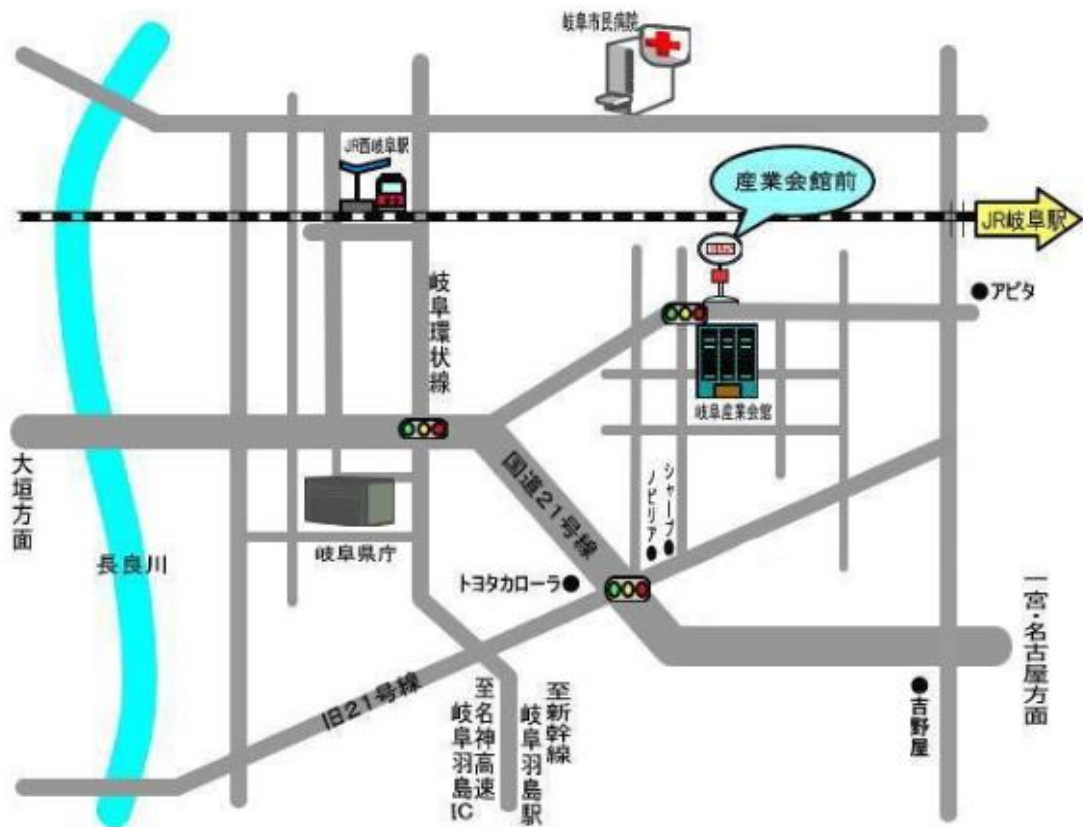 岐阜市民病院
JR西岐阜駅
産業会館前
JR岐阜駅
アピタ
岐阜環状線
岐阜産業会館
大垣方面
国道21号線
シャープ
ノビリア
長良川
岐阜県庁
トヨタカローラ
一宮・名古屋方面
旧21号線
至新幹線
岐阜羽島駅
至名神高速
岐阜羽島IC
吉野屋